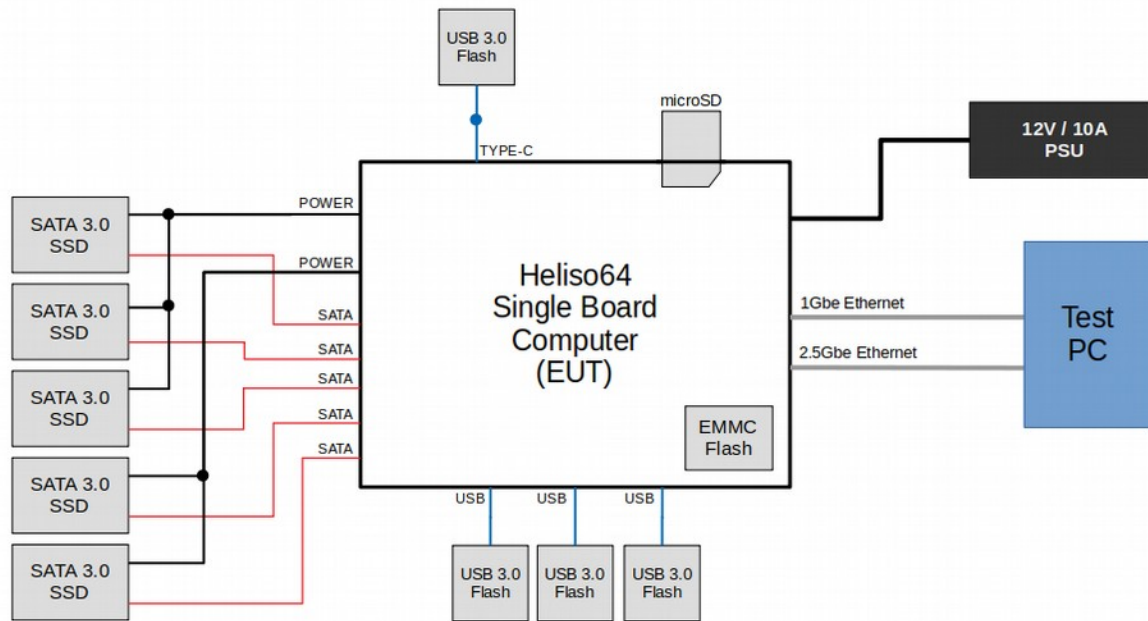 USB 3.0
Flash
TYPE-C
microSD
12V / 10A
PSU
SATA 3.0
SSD
SATA 3.0
SSD
SATA 3.0
SSD
SATA 3.0
SSD
SATA 3.0
SSD
POWER
POWER
SATA
SATA
SATA
SATA
SATA
Heliso64
Single Board
Computer
(EUT)
EMMC
Flash
1Gbe Ethernet
2.5Gbe Ethernet
Test
PC
USB
USB
USB
USB 3.0
Flash
USB 3.0
Flash
USB 3.0
Flash